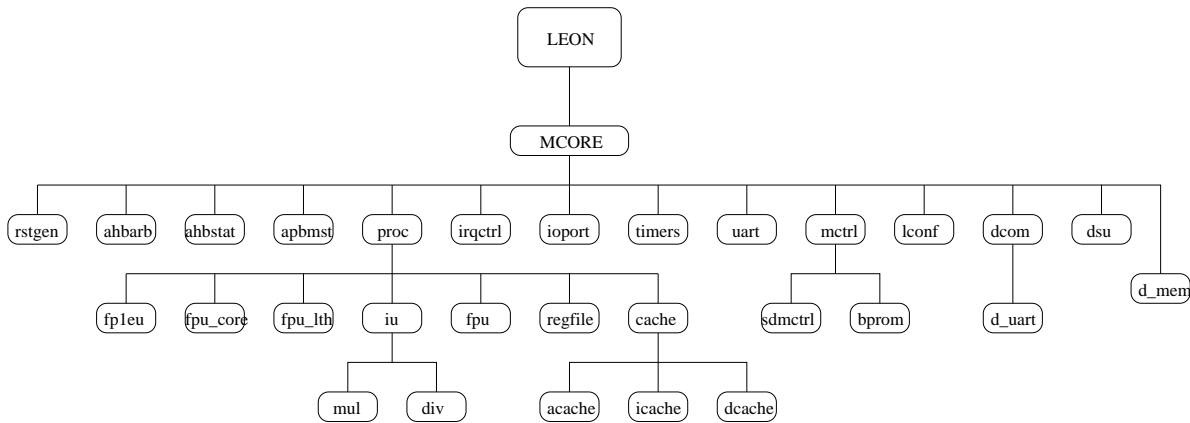 LEON
MCORE
rstgen ahbarb ahbstat apbmst proc irqctrl ioport timers uart mctrl lconf dcom dsu
d_mem
fp1eu fpu_core fpu_lth iu fpu regfile cache sdmctrl bprom d_uart
mul div acache icache dcache